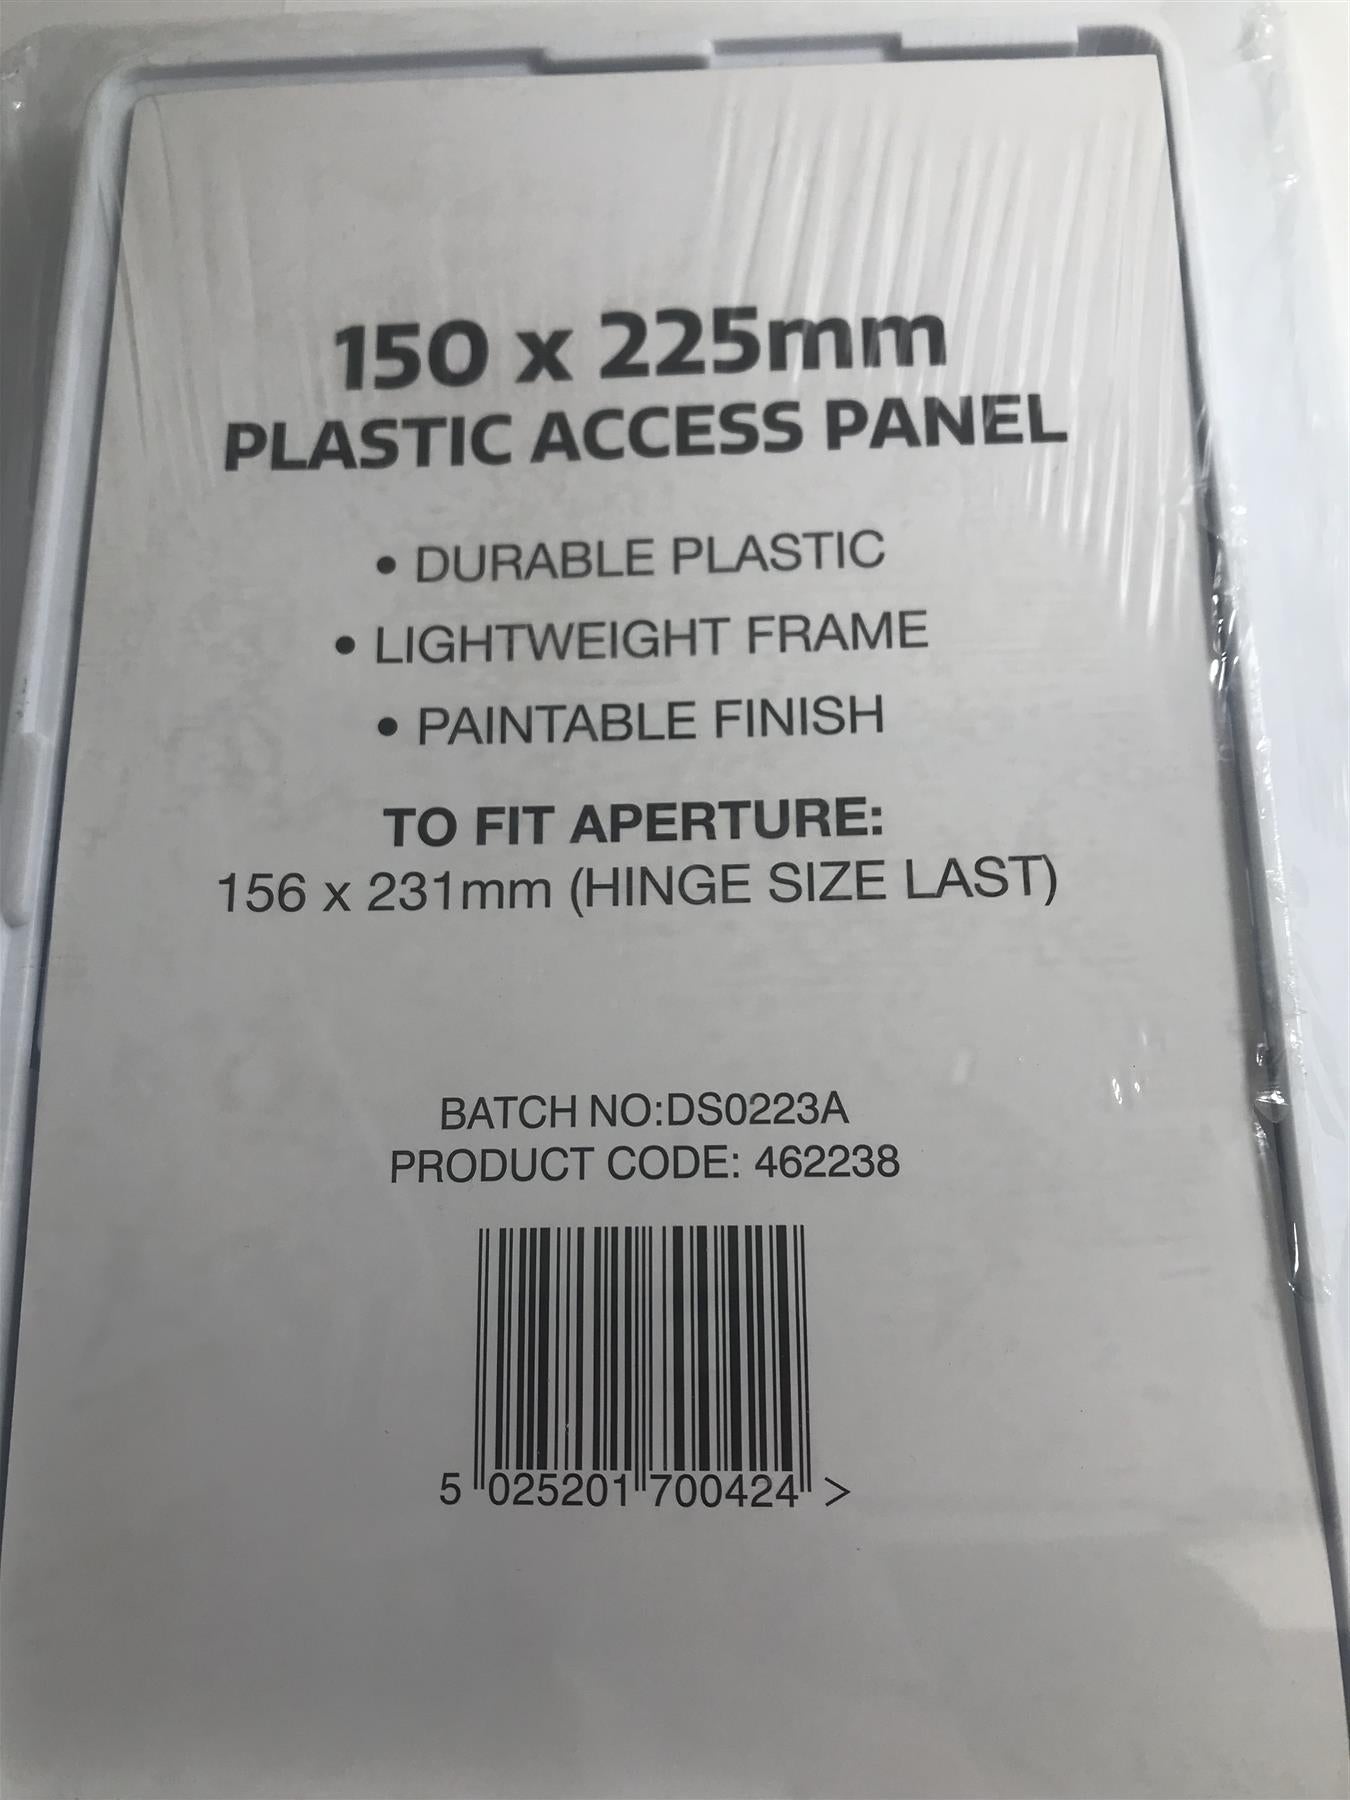 150 x 225mm
PLASTIC ACCESS PANEL
• DURABLE PLASTIC
• LIGHTWEIGHT FRAME
• PAINTABLE FINISH
TO FIT APERTURE:
156 x 231mm (HINGE SIZE LAST)
BATCH NO:DS0223A
PRODUCT CODE: 462238
5 025201 700424 >